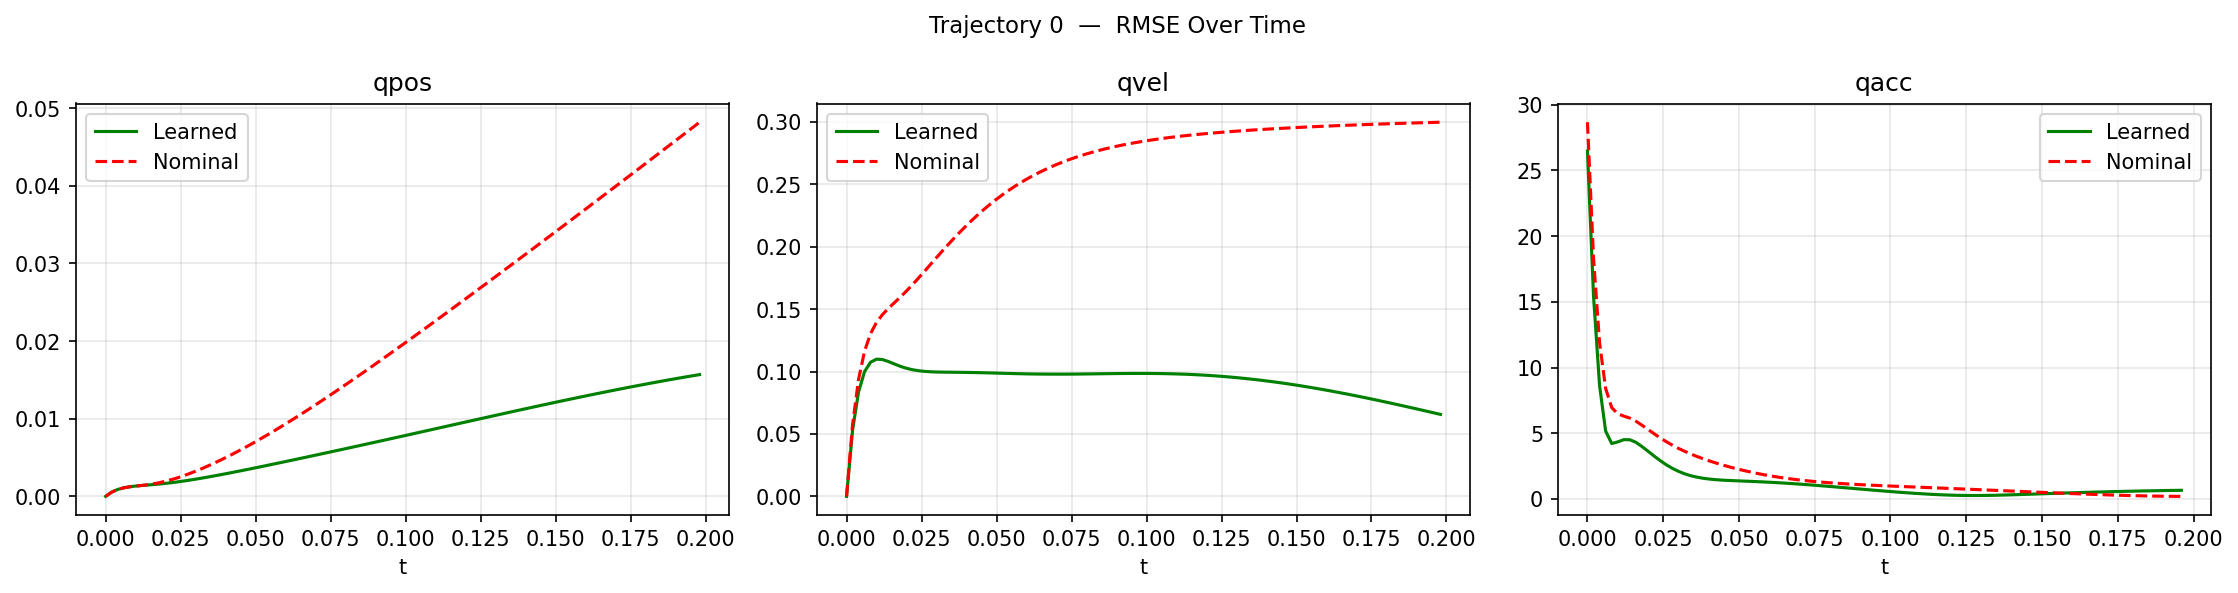 Trajectory 0  —  RMSE Over Time
qpos
0.05
0.04
0.03
0.02
0.01
0.00
Learned
Nominal
0.000 0.025 0.050 0.075 0.100 0.125 0.150 0.175 0.200
t
qvel
0.30
0.25
0.20
0.15
0.10
0.05
0.00
Learned
Nominal
0.000 0.025 0.050 0.075 0.100 0.125 0.150 0.175 0.200
t
qacc
30
25
20
15
10
5
0
Learned
Nominal
0.000 0.025 0.050 0.075 0.100 0.125 0.150 0.175 0.200
t